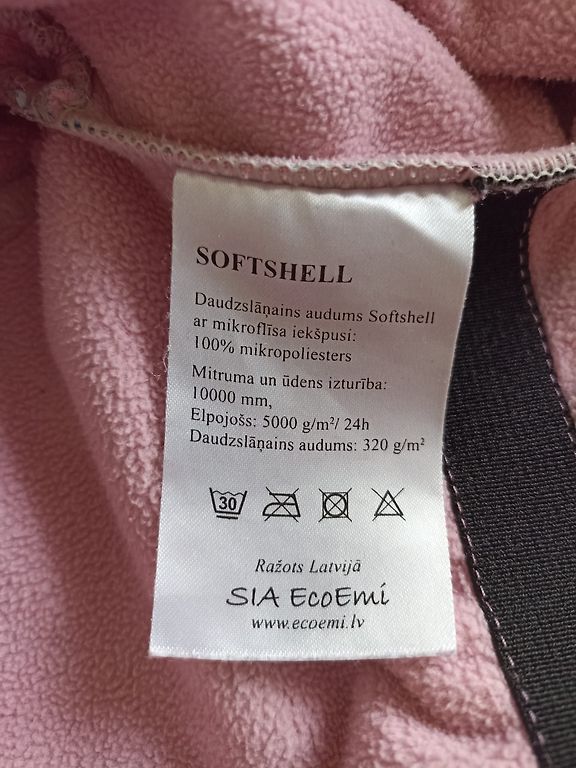 SOFTSHELL
Daudzslāņains audums Softshell
ar mikroflīsa iekšpusi:
100% mikropoliesters
Mitruma un ūdens izturība:
10000 mm,
Elpojošs: 5000 g/m²/ 24h
Daudzslāņains audums: 320 g/m²
30
Ražots Latvijā
SIA EcoEmi
www.ecoemi.lv